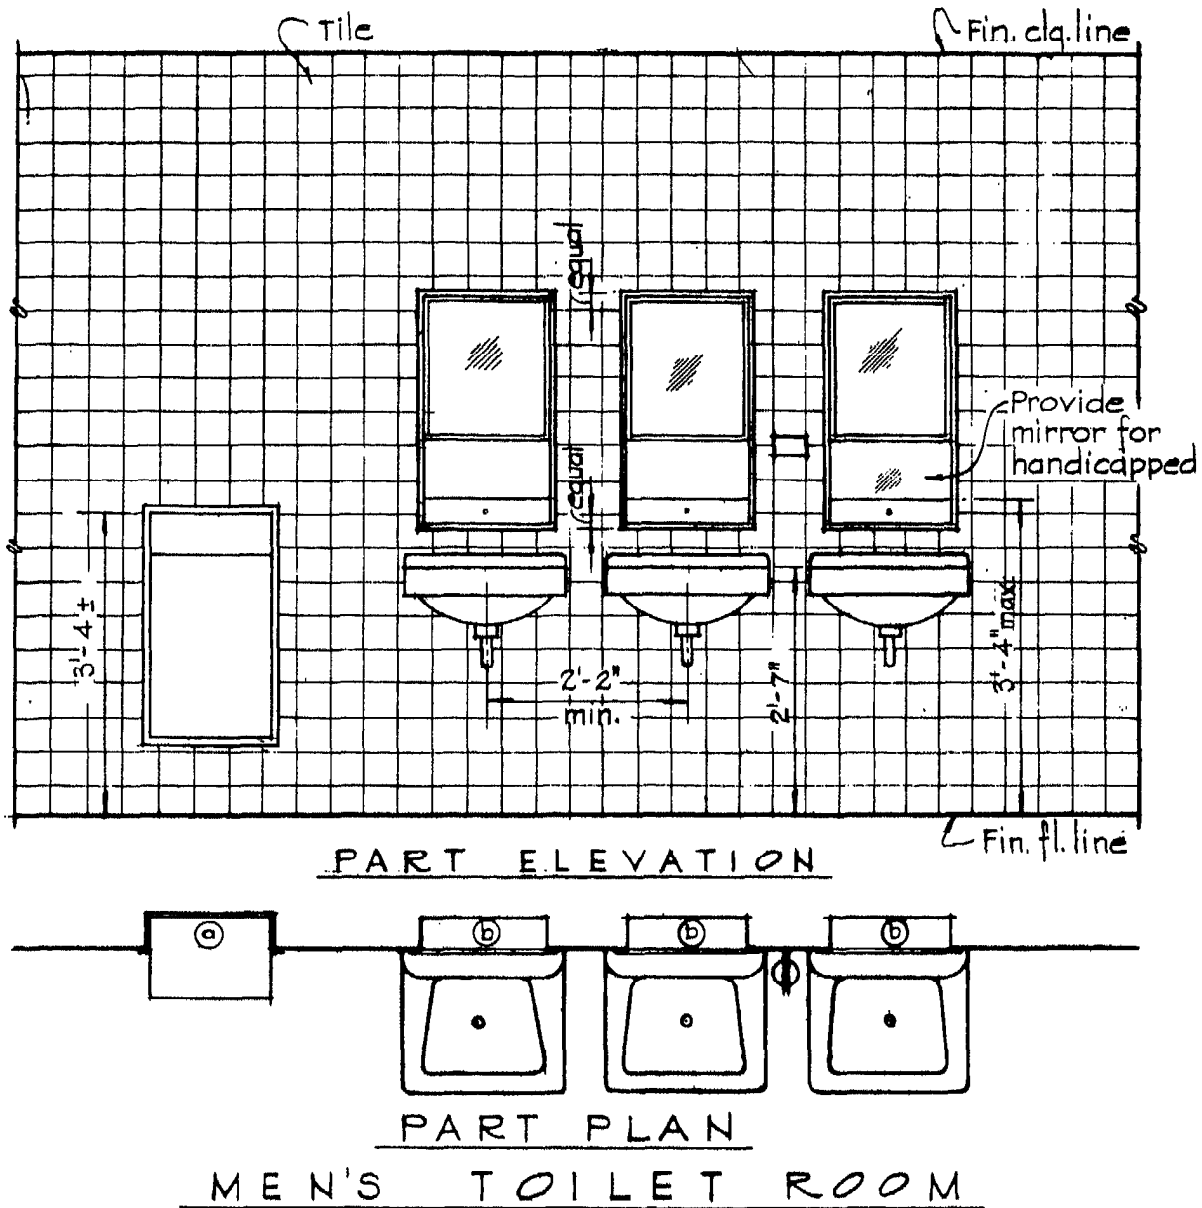 Tile
Fin. clg. line
equal
Provide
mirror for
handicapped
equal
3'-4"±
2'-2"
min.
2'-7"
3'-4" max
Fin. fl. line
PART ELEVATION
a
b
b
b
PART PLAN
MEN'S TOILET ROOM